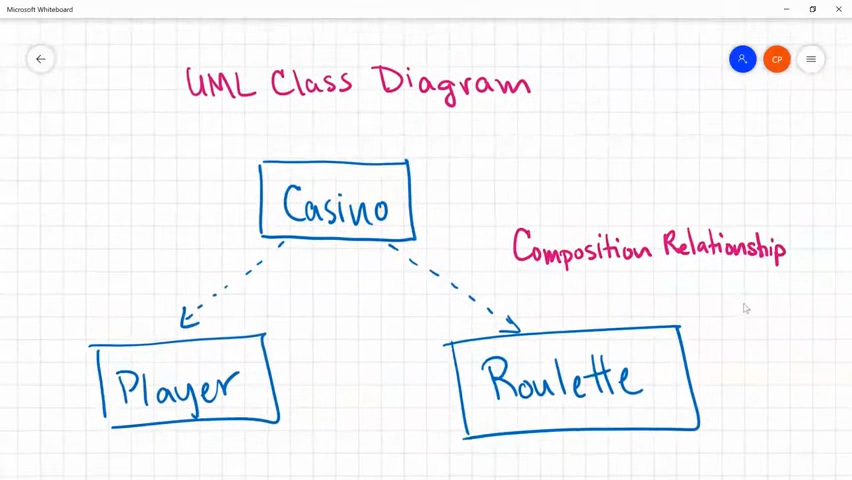 Microsoft Whiteboard
CP
UML Class Diagram
Casino
Composition Relationship
Player
Roulette